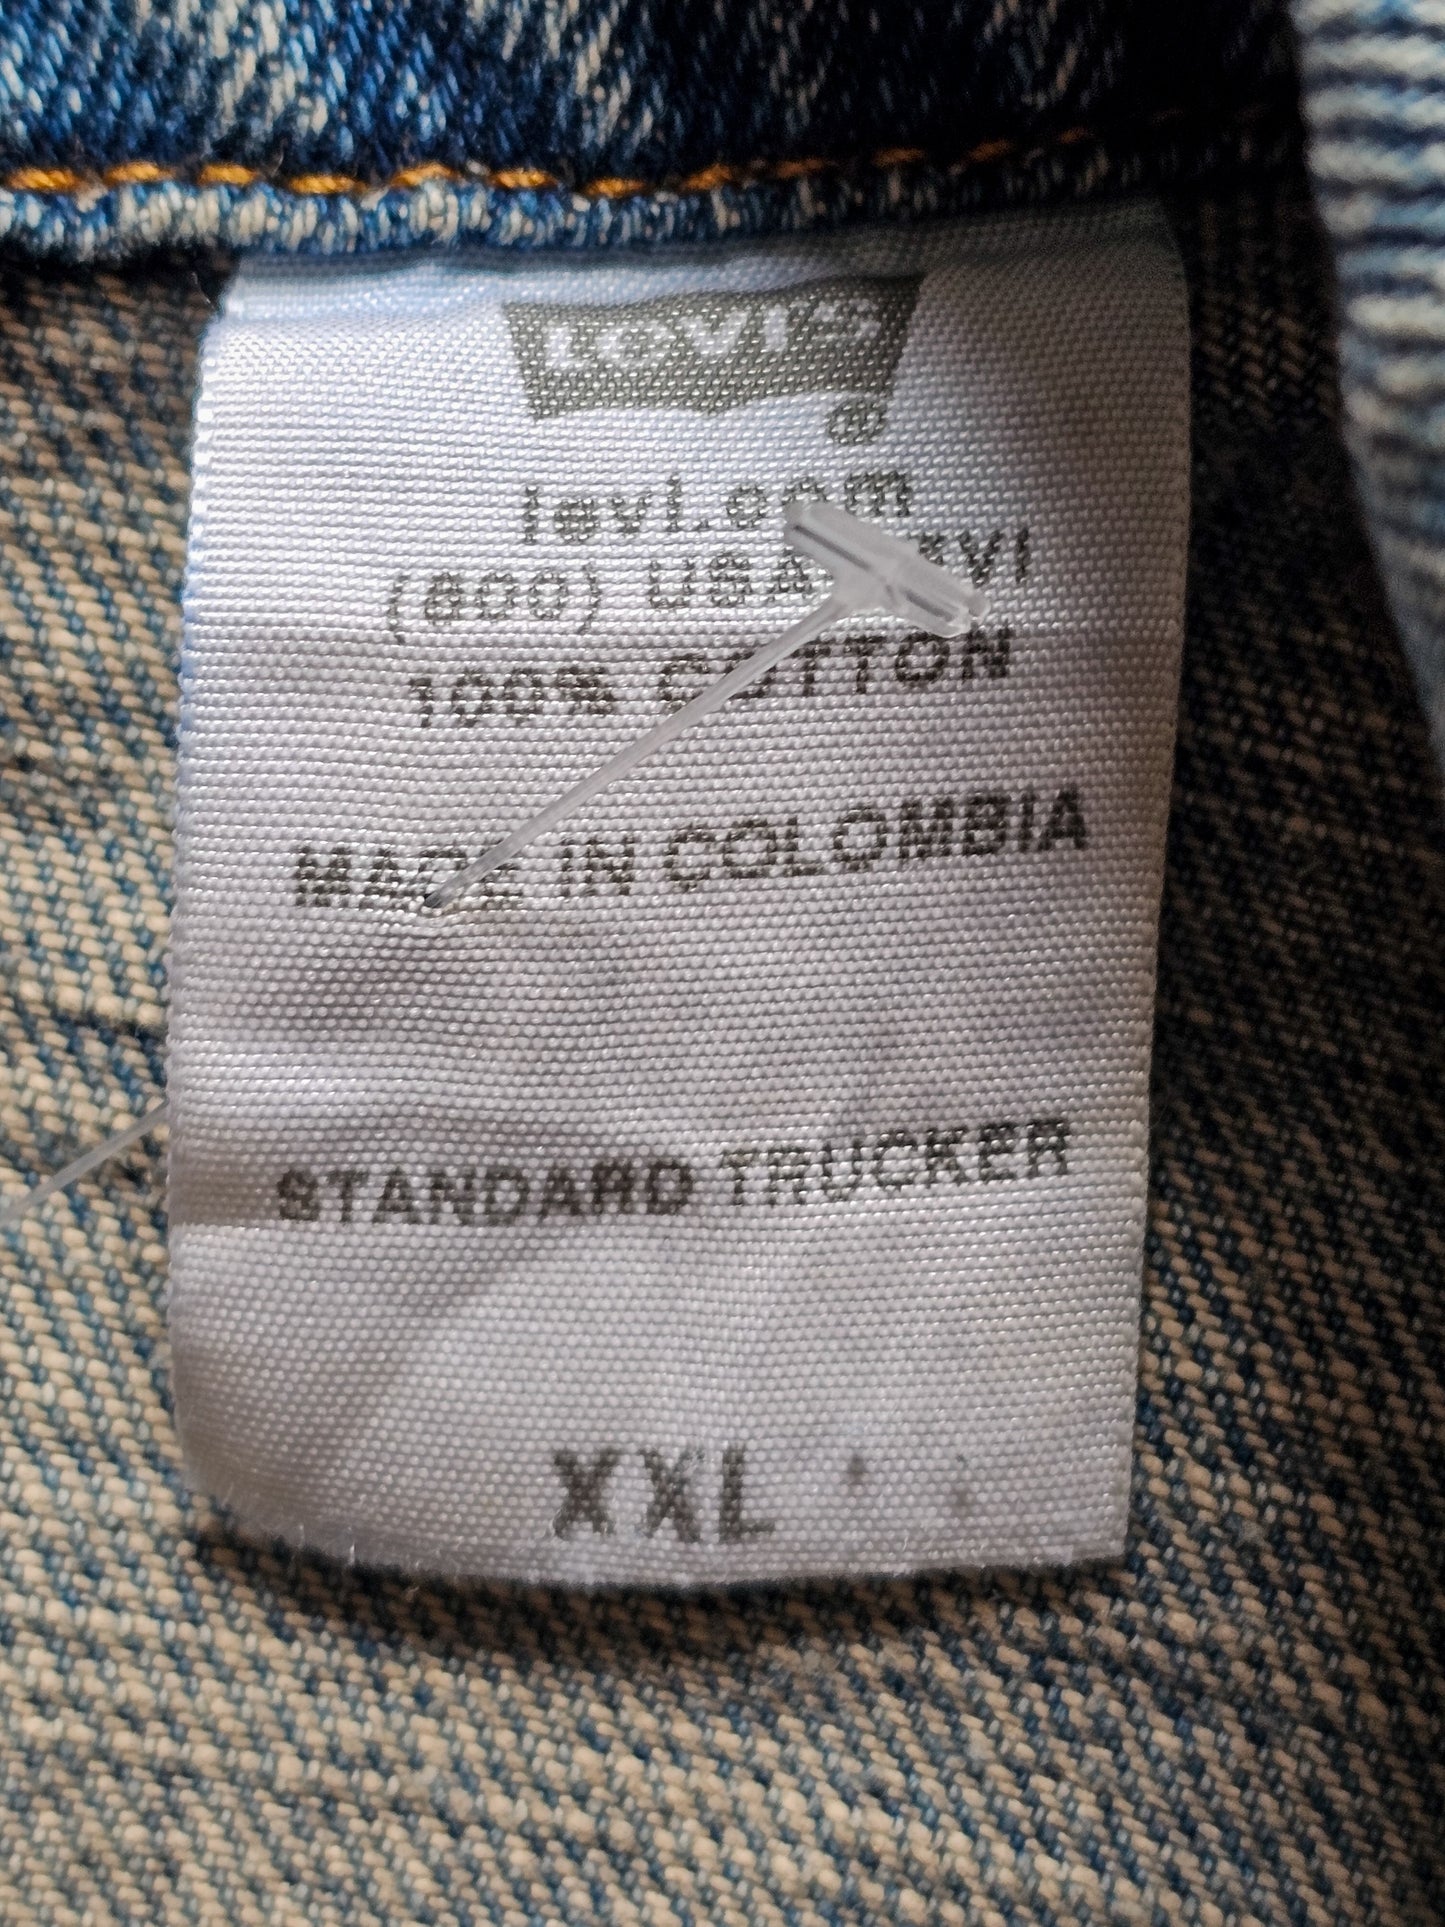 LEVI'S
®
levi.com
(800) USA LEVI
100% COTTON
MADE IN COLOMBIA
STANDARD TRUCKER
XXL